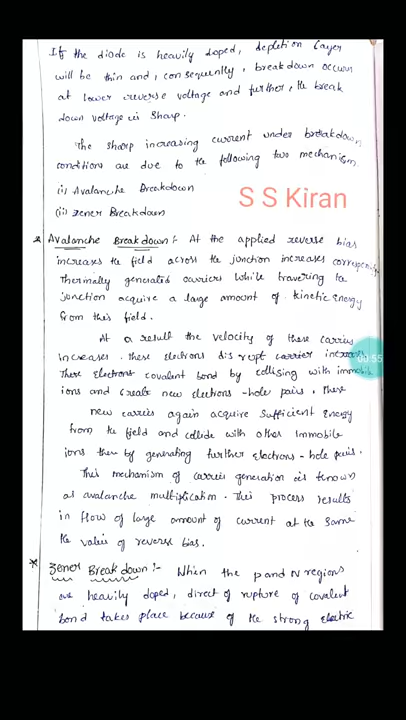 If the diode is heavily doped, depletion layer
will be thin and, consequently, breakdown occurs
at lower reverse voltage and further, the break
down voltage is sharp.
The sharp increasing current under breakdown
conditions are due to the following two mechanism.
(i) Avalanche Breakdown
(ii) Zener Breakdown
S S Kiran
* Avalanche Breakdown :- At the applied reverse bias
increases the field across the junction increases
Thermally generated carriers while traversing the
junction acquire a large amount of kinetic energy
from this field.
At a result the velocity of these carries
increases. these electrons disrupt carrier
These Electrons covalent bond by colliding with immobile
ions and create new electrons-hole pairs. These
new carries again acquire sufficient energy
from the field and collide with other immobile
ions then by generating further electrons-hole pairs.
This mechanism of carries generation is known
as avalanche multiplication. This process results
in flow of large amount of current at the same
the value of reverse bias.
* Zener Breakdown :- When the p and N regions
are heavily doped, direct of rupture of covalent
bond takes place because of the strong electric
00:55